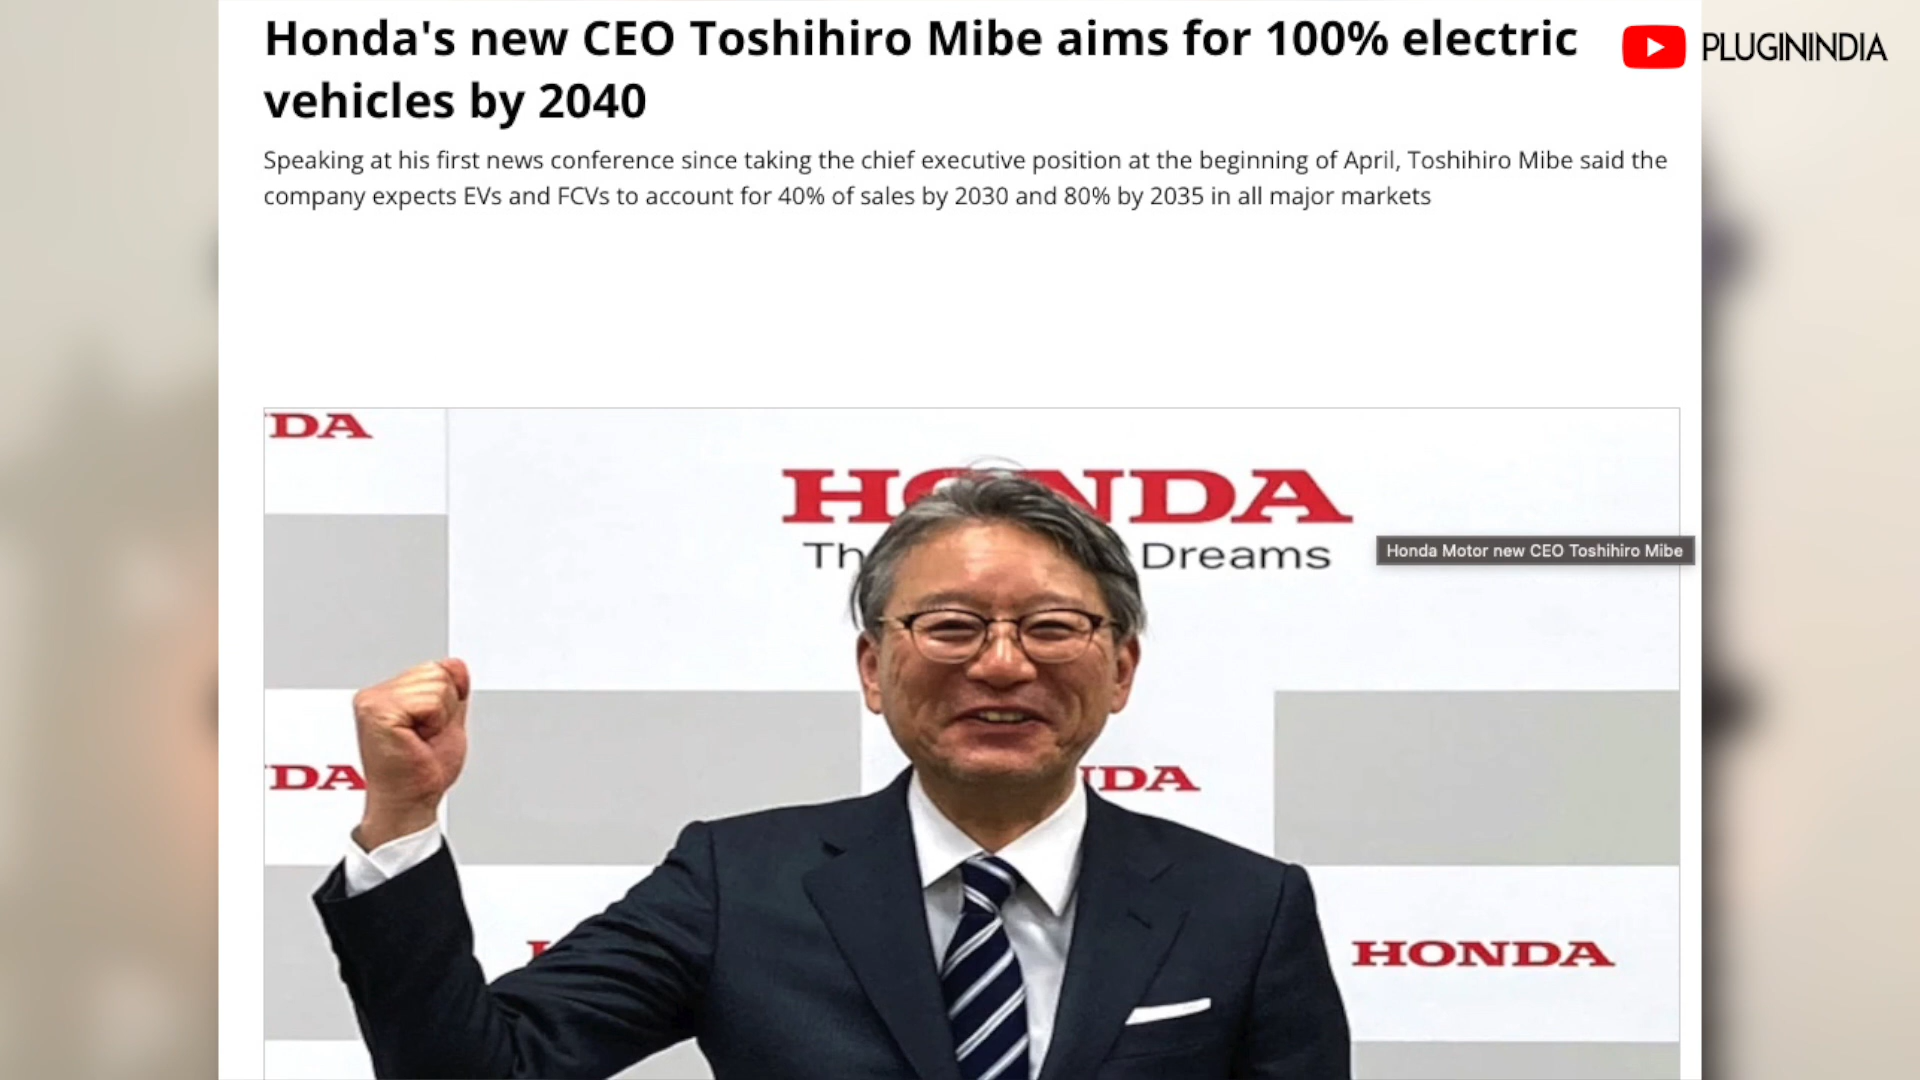 Honda's new CEO Toshihiro Mibe aims for 100% electric
vehicles by 2040
PLUGININDIA
Speaking at his first news conference since taking the chief executive position at the beginning of April, Toshihiro Mibe said the
company expects EVs and FCVs to account for 40% of sales by 2030 and 80% by 2035 in all major markets
DA
HONDA
Th Dreams
Honda Motor new CEO Toshihiro Mibe
DA
DA
HONDA